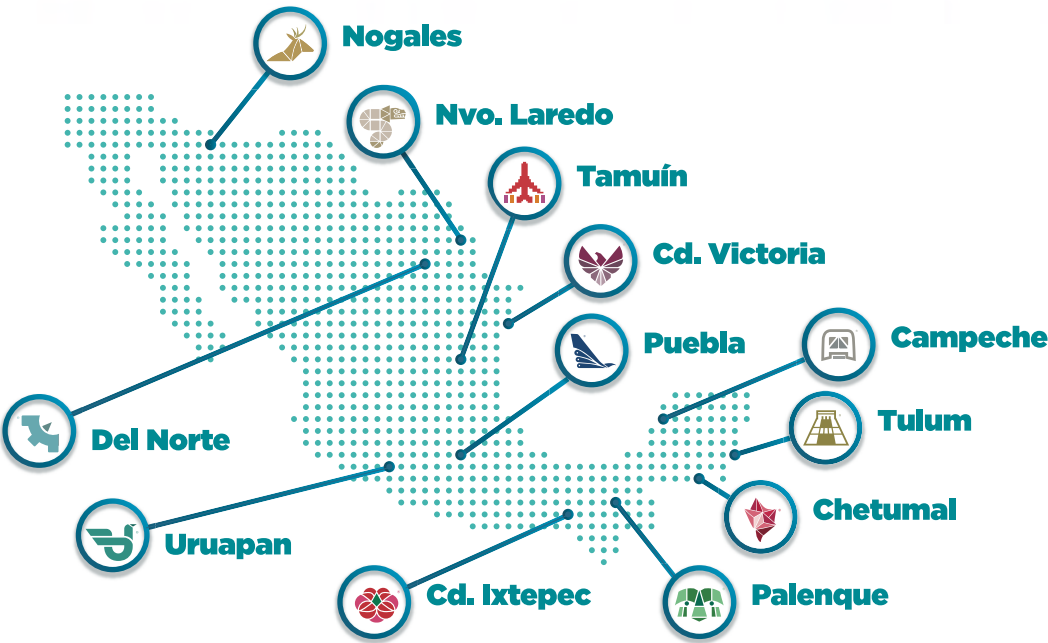 Nogales
Nvo. Laredo
Tamuín
Cd. Victoria
Puebla
Campeche
Tulum
Del Norte
Chetumal
Uruapan
Cd. Ixtepec
Palenque